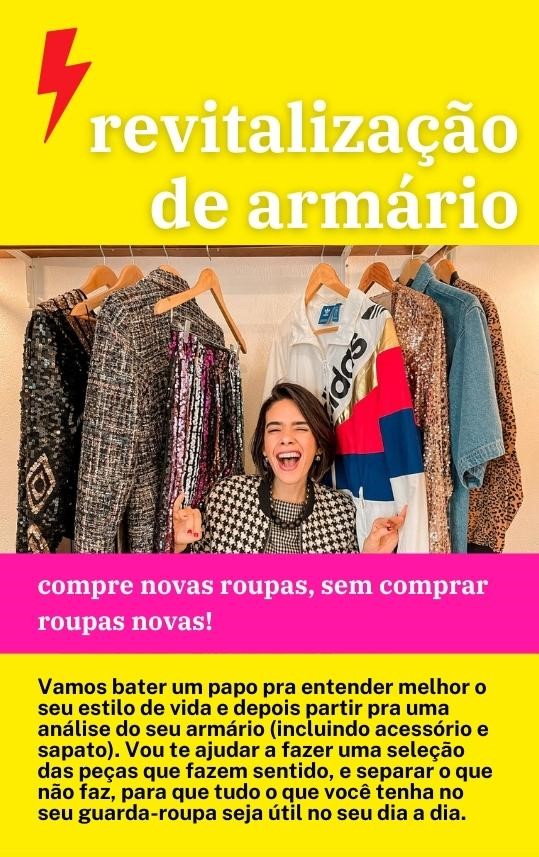 revitalização
de armário
adidas
compre novas roupas, sem comprar
roupas novas!
Vamos bater um papo pra entender melhor o
seu estilo de vida e depois partir pra uma
análise do seu armário (incluindo acessório e
sapato). Vou te ajudar a fazer uma seleção
das peças que fazem sentido, e separar o que
não faz, para que tudo o que você tenha no
seu guarda-roupa seja útil no seu dia a dia.